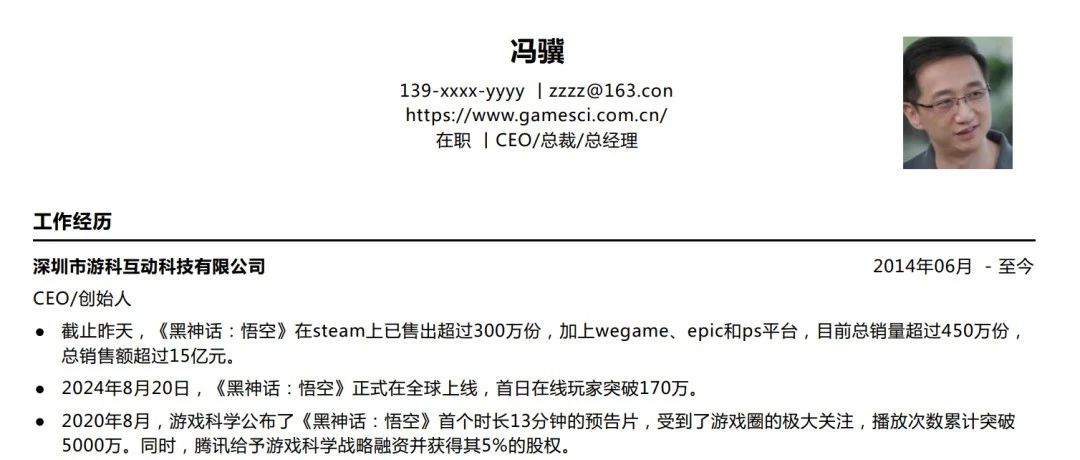 冯骥
139-xxxx-yyyy | zzzz@163.con
https://www.gamesci.com.cn/
在职 | CEO/总裁/总经理
工作经历
深圳市游科互动科技有限公司 2014年06月 - 至今
CEO/创始人
● 截止昨天，《黑神话：悟空》在steam上已售出超过300万份，加上wegame、epic和ps平台，目前总销量超过450万份，
总销售额超过15亿元。
● 2024年8月20日，《黑神话：悟空》正式在全球上线，首日在线玩家突破170万。
● 2020年8月，游戏科学公布了《黑神话：悟空》首个时长13分钟的预告片，受到了游戏圈的极大关注，播放次数累计突破
5000万。同时，腾讯给予游戏科学战略融资并获得其5%的股权。